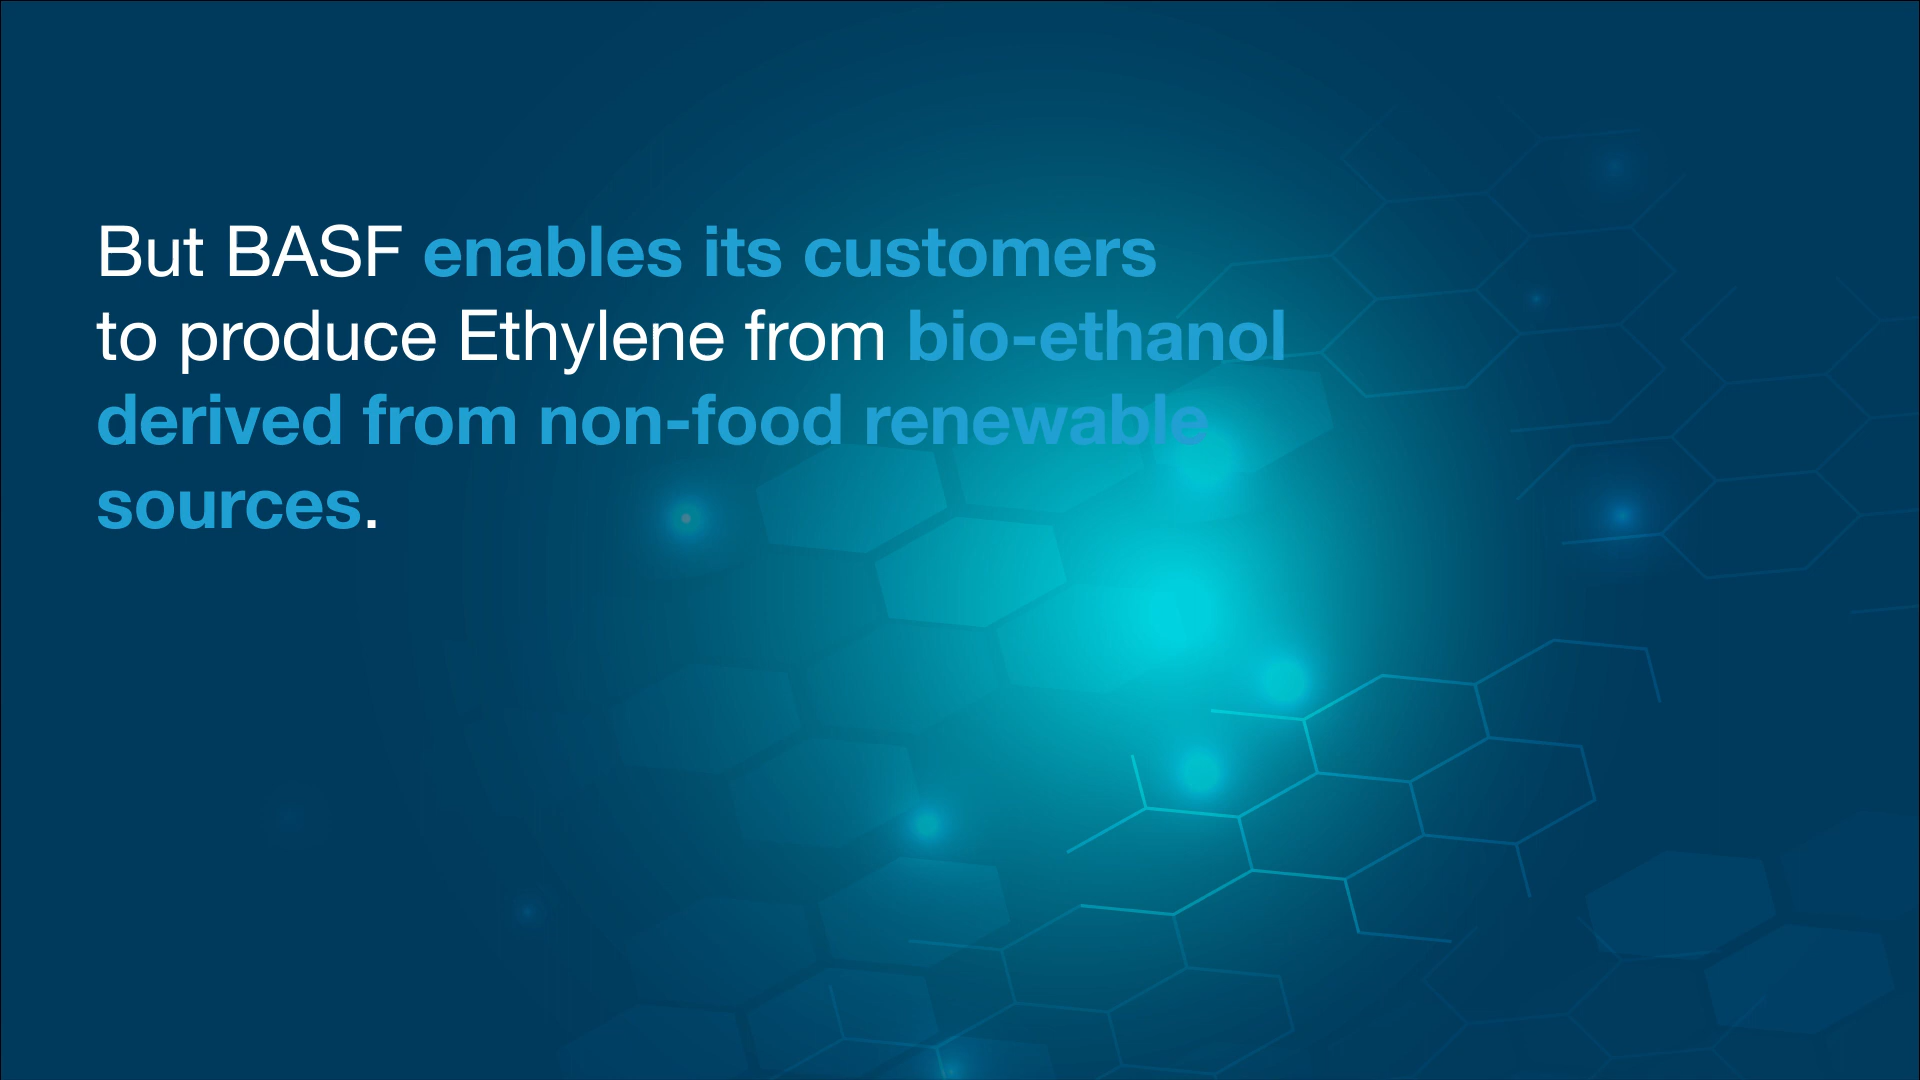 But BASF enables its customers
to produce Ethylene from bio-ethanol
derived from non-food renewable
sources.